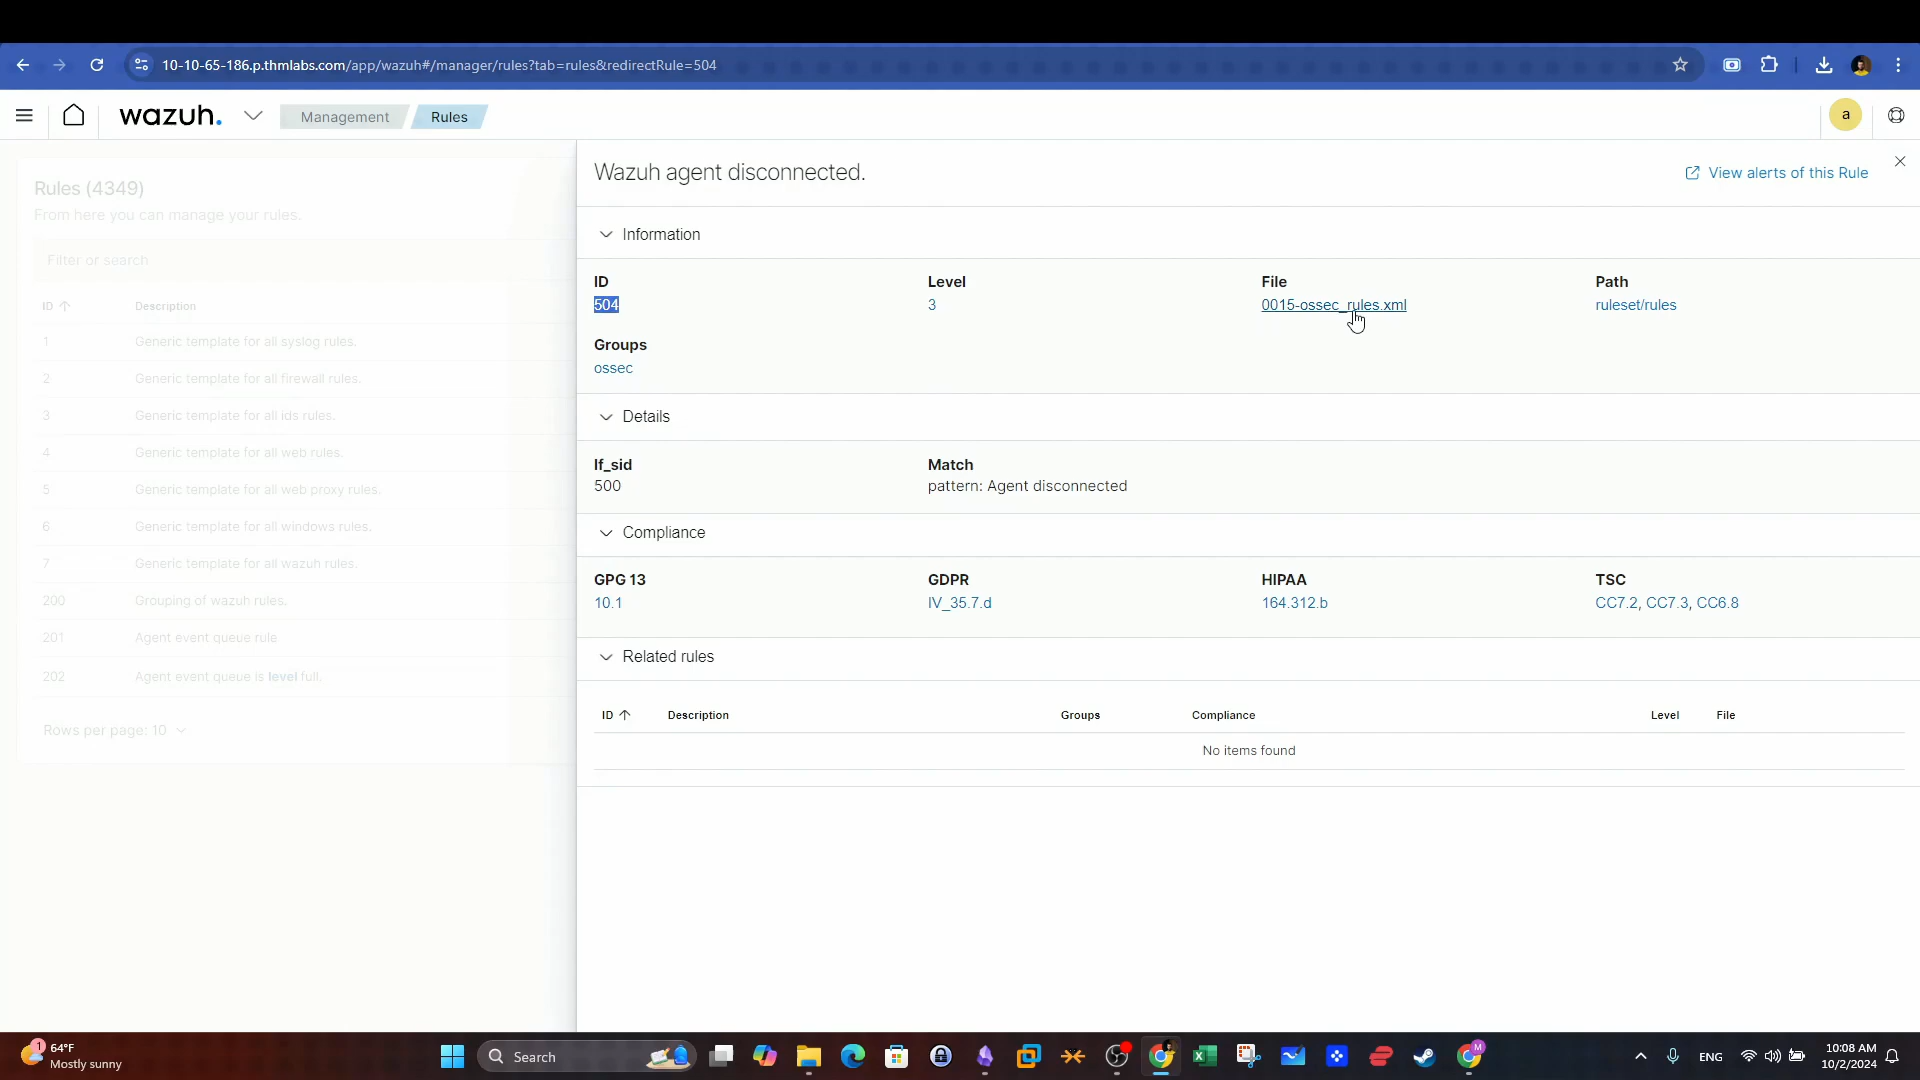 10-10-65-186.p.thmlabs.com/app/wazuh#/manager/rules?tab=rules&redirectRule=504
wazuh.
Management
Rules
a
Rules (4349)
From here you can manage your rules.
Filter or search
ID Description
1 Generic template for all syslog rules.
2 Generic template for all firewall rules.
3 Generic template for all ids rules.
4 Generic template for all web rules.
5 Generic template for all web proxy rules.
6 Generic template for all windows rules.
7 Generic template for all wazuh rules.
200 Grouping of wazuh rules.
201 Agent event queue rule
202 Agent event queue is level full.
Rows per page: 10
Wazuh agent disconnected.
View alerts of this Rule
Information
ID Level File Path
504 3 0015-ossec_rules.xml ruleset/rules
Groups
ossec
Details
If_sid Match
500 pattern: Agent disconnected
Compliance
GPG 13 GDPR HIPAA TSC
10.1 IV_35.7.d 164.312.b CC7.2, CC7.3, CC6.8
Related rules
ID Description Groups Compliance Level File
No items found
1
64°F
Mostly sunny
Search
M
ENG
10:08 AM
10/2/2024